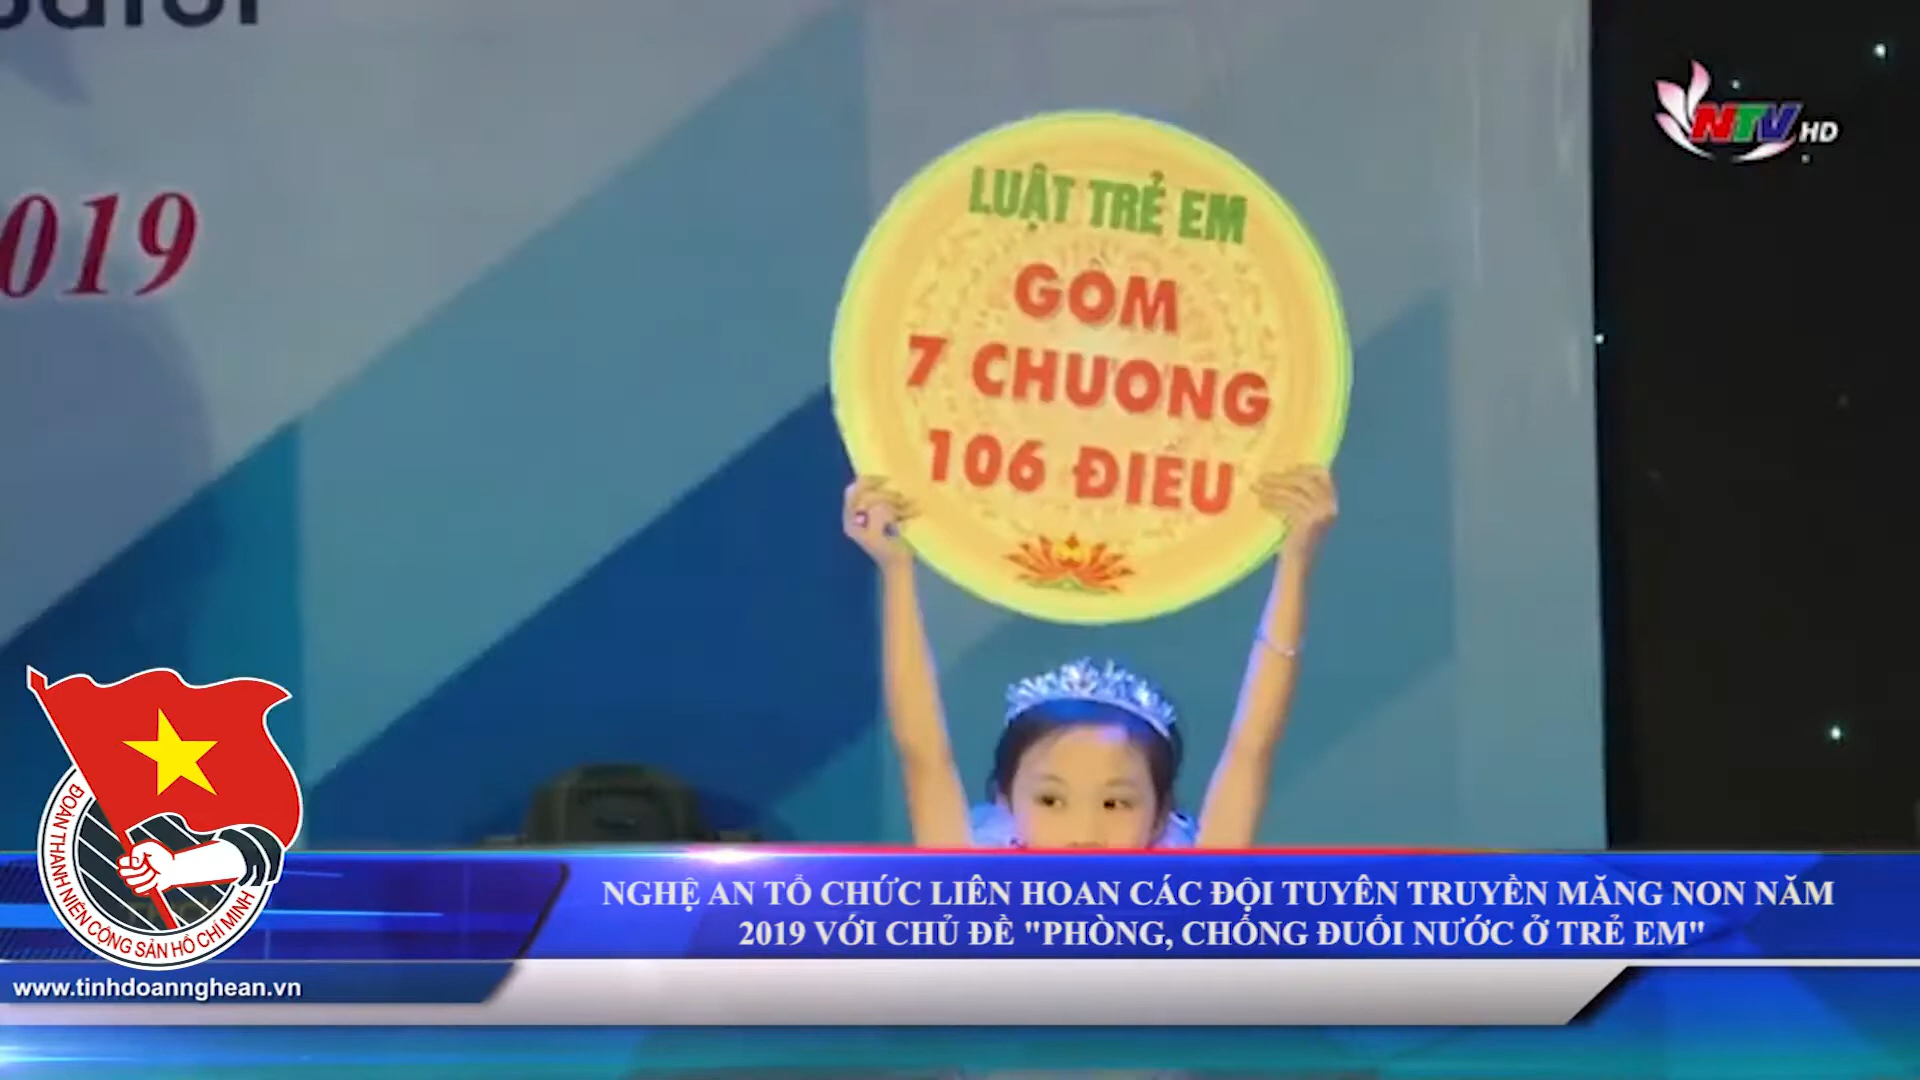 019
NTV HD
LUẬT TRẺ EM
GỒM
7 CHƯƠNG
106 ĐIỀU
ĐOÀN THANH NIÊN CỘNG SẢN HỒ CHÍ MINH
NGHỆ AN TỔ CHỨC LIÊN HOAN CÁC ĐỘI TUYÊN TRUYỀN MĂNG NON NĂM
2019 VỚI CHỦ ĐỀ "PHÒNG, CHỐNG ĐUỐI NƯỚC Ở TRẺ EM"
www.tinhdoannghean.vn